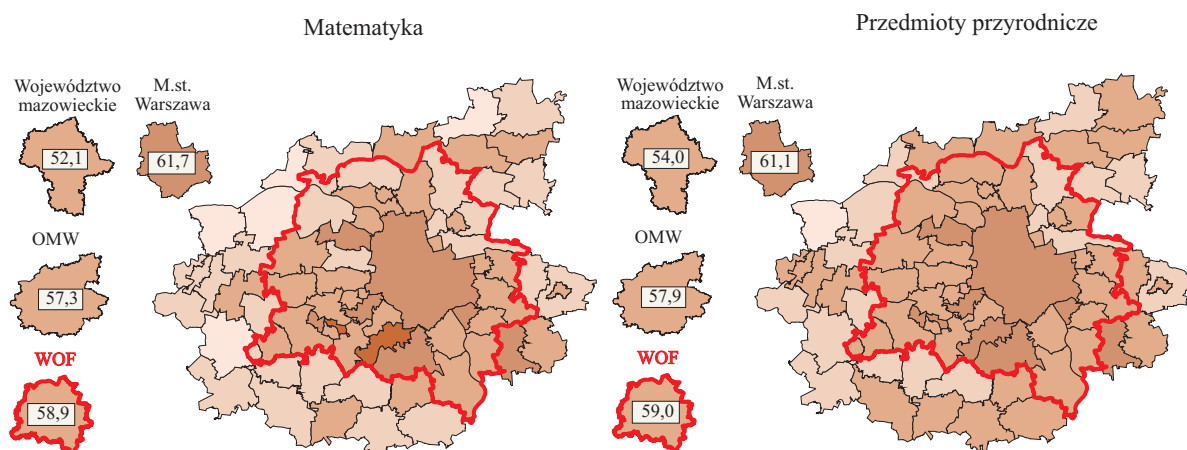 Matematyka
Województwo
mazowieckie
52,1
M.st.
Warszawa
61,7
OMW
57,3
WOF
58,9
Przedmioty przyrodnicze
Województwo
mazowieckie
54,0
M.st.
Warszawa
61,1
OMW
57,9
WOF
59,0